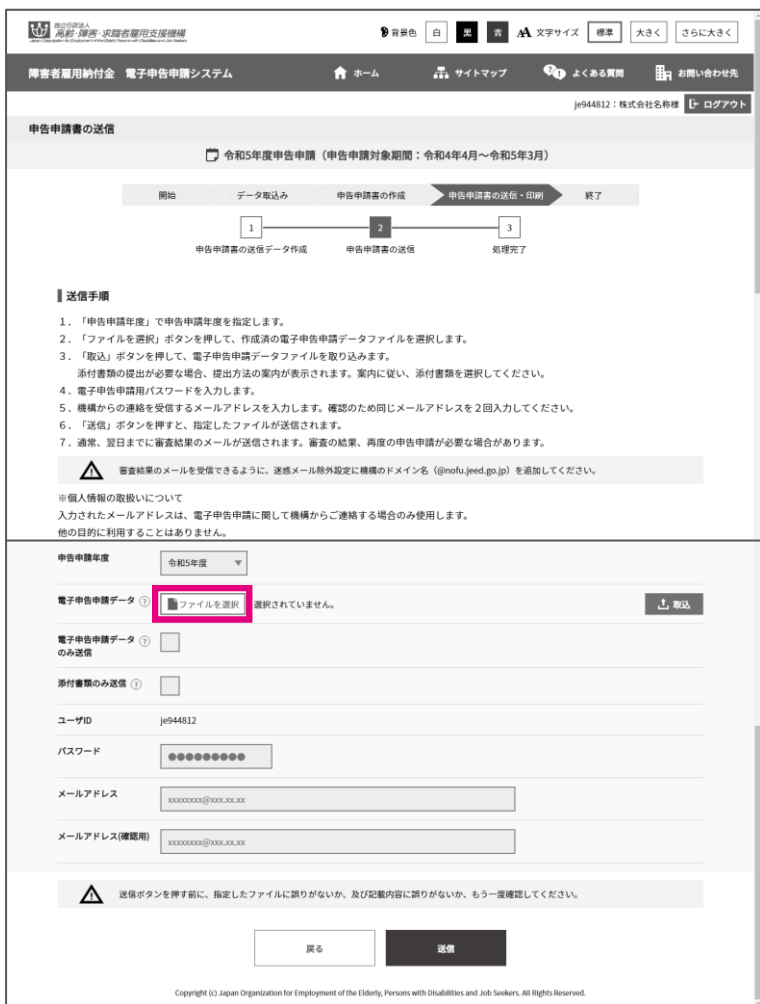 独立行政法人
高齢・障害・求職者雇用支援機構
Japan Organization for Employment of the Elderly, Persons with Disabilities and Job Seekers
背景色 白 黒 青 AA 文字サイズ 標準 大きく さらに大きく
障害者雇用納付金 電子申告申請システム ホーム サイトマップ よくある質問 お問い合わせ先
je944812：株式会社名称様 ログアウト
申告申請書の送信
令和5年度申告申請（申告申請対象期間：令和4年4月～令和5年3月）
開始 データ取込み 申告申請書の作成 申告申請書の送信・印刷 終了
1 2 3
申告申請書の送信データ作成 申告申請書の送信 処理完了
送信手順
１．「申告申請年度」で申告申請年度を指定します。
２．「ファイルを選択」ボタンを押して、作成済の電子申告申請データファイルを選択します。
３．「取込」ボタンを押して、電子申告申請データファイルを取り込みます。
添付書類の提出が必要な場合、提出方法の案内が表示されます。案内に従い、添付書類を選択してください。
４．電子申告申請用パスワードを入力します。
５．機構からの連絡を受信するメールアドレスを入力します。確認のため同じメールアドレスを２回入力してください。
６．「送信」ボタンを押すと、指定したファイルが送信されます。
７．通常、翌日までに審査結果のメールが送信されます。審査の結果、再度の申告申請が必要な場合があります。
審査結果のメールを受信できるように、迷惑メール除外設定に機構のドメイン名（@nofu.jeed.go.jp）を追加してください。
※個人情報の取扱いについて
入力されたメールアドレスは、電子申告申請に関して機構からご連絡する場合のみ使用します。
他の目的に利用することはありません。
申告申請年度 令和5年度
電子申告申請データ ? ファイルを選択 選択されていません。 取込
電子申告申請データ ?
のみ送信
添付書類のみ送信 ?
ユーザID je944812
パスワード ●●●●●●●●●
メールアドレス xxxxxxxx@xxx.xx.xx
メールアドレス(確認用) xxxxxxxx@xxx.xx.xx
送信ボタンを押す前に、指定したファイルに誤りがないか、及び記載内容に誤りがないか、もう一度確認してください。
戻る 送信
Copyright (c) Japan Organization for Employment of the Elderly, Persons with Disabilities and Job Seekers. All Rights Reserved.